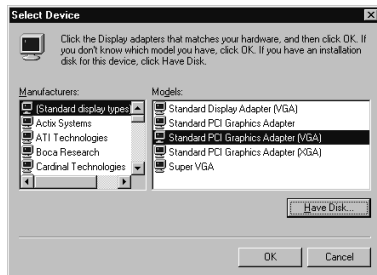 Select Device
Click the Display adapters that matches your hardware, and then click OK. If
you don't know which model you have, click OK. If you have an installation
disk for this device, click Have Disk.
Manufacturers:
(Standard display types
Actix Systems
ATI Technologies
Boca Research
Cardinal Technologies
Models:
Standard Display Adapter (VGA)
Standard PCI Graphics Adapter
Standard PCI Graphics Adapter (VGA)
Standard PCI Graphics Adapter (XGA)
Super VGA
Have Disk...
OK
Cancel